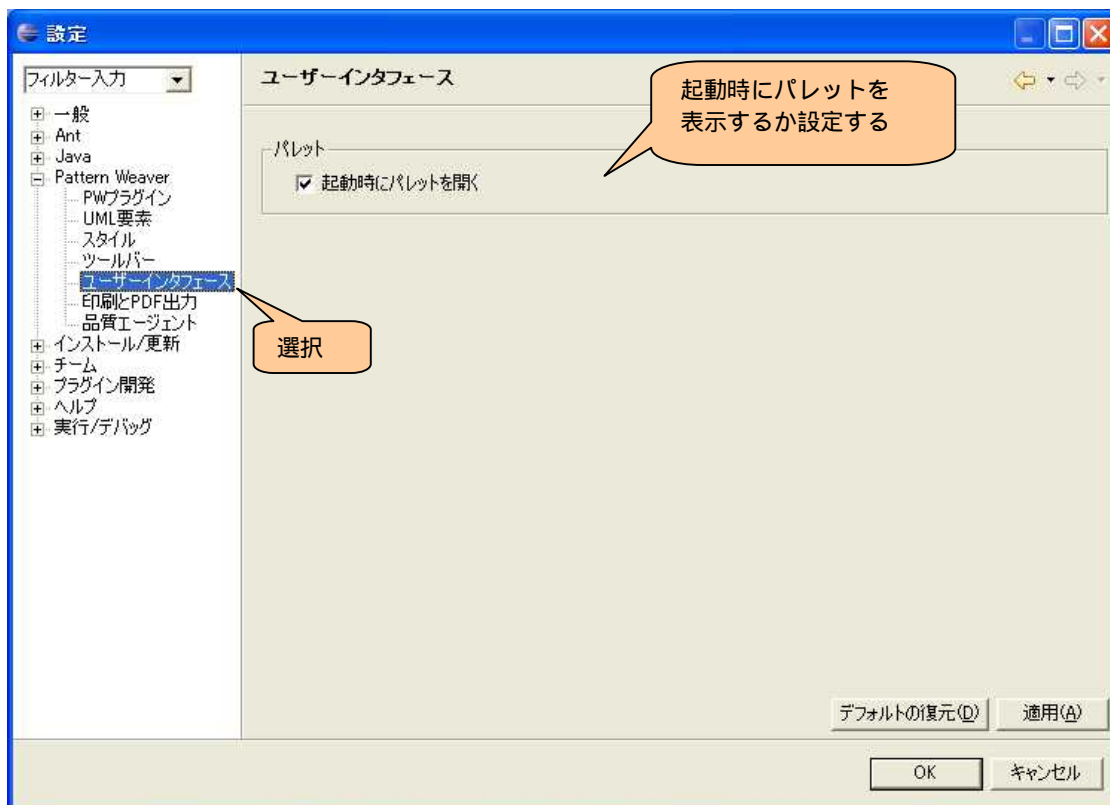 設定
フィルター入力
一般
Ant
Java
Pattern Weaver
PWプラグイン
UML要素
スタイル
ツールバー
ユーザーインタフェース
印刷とPDF出力
品質エージェント
インストール/更新
チーム
プラグイン開発
ヘルプ
実行/デバッグ
選択
ユーザーインタフェース
起動時にパレットを
表示するか設定する
パレット
起動時にパレットを開く
デフォルトの復元(D)
適用(A)
OK
キャンセル